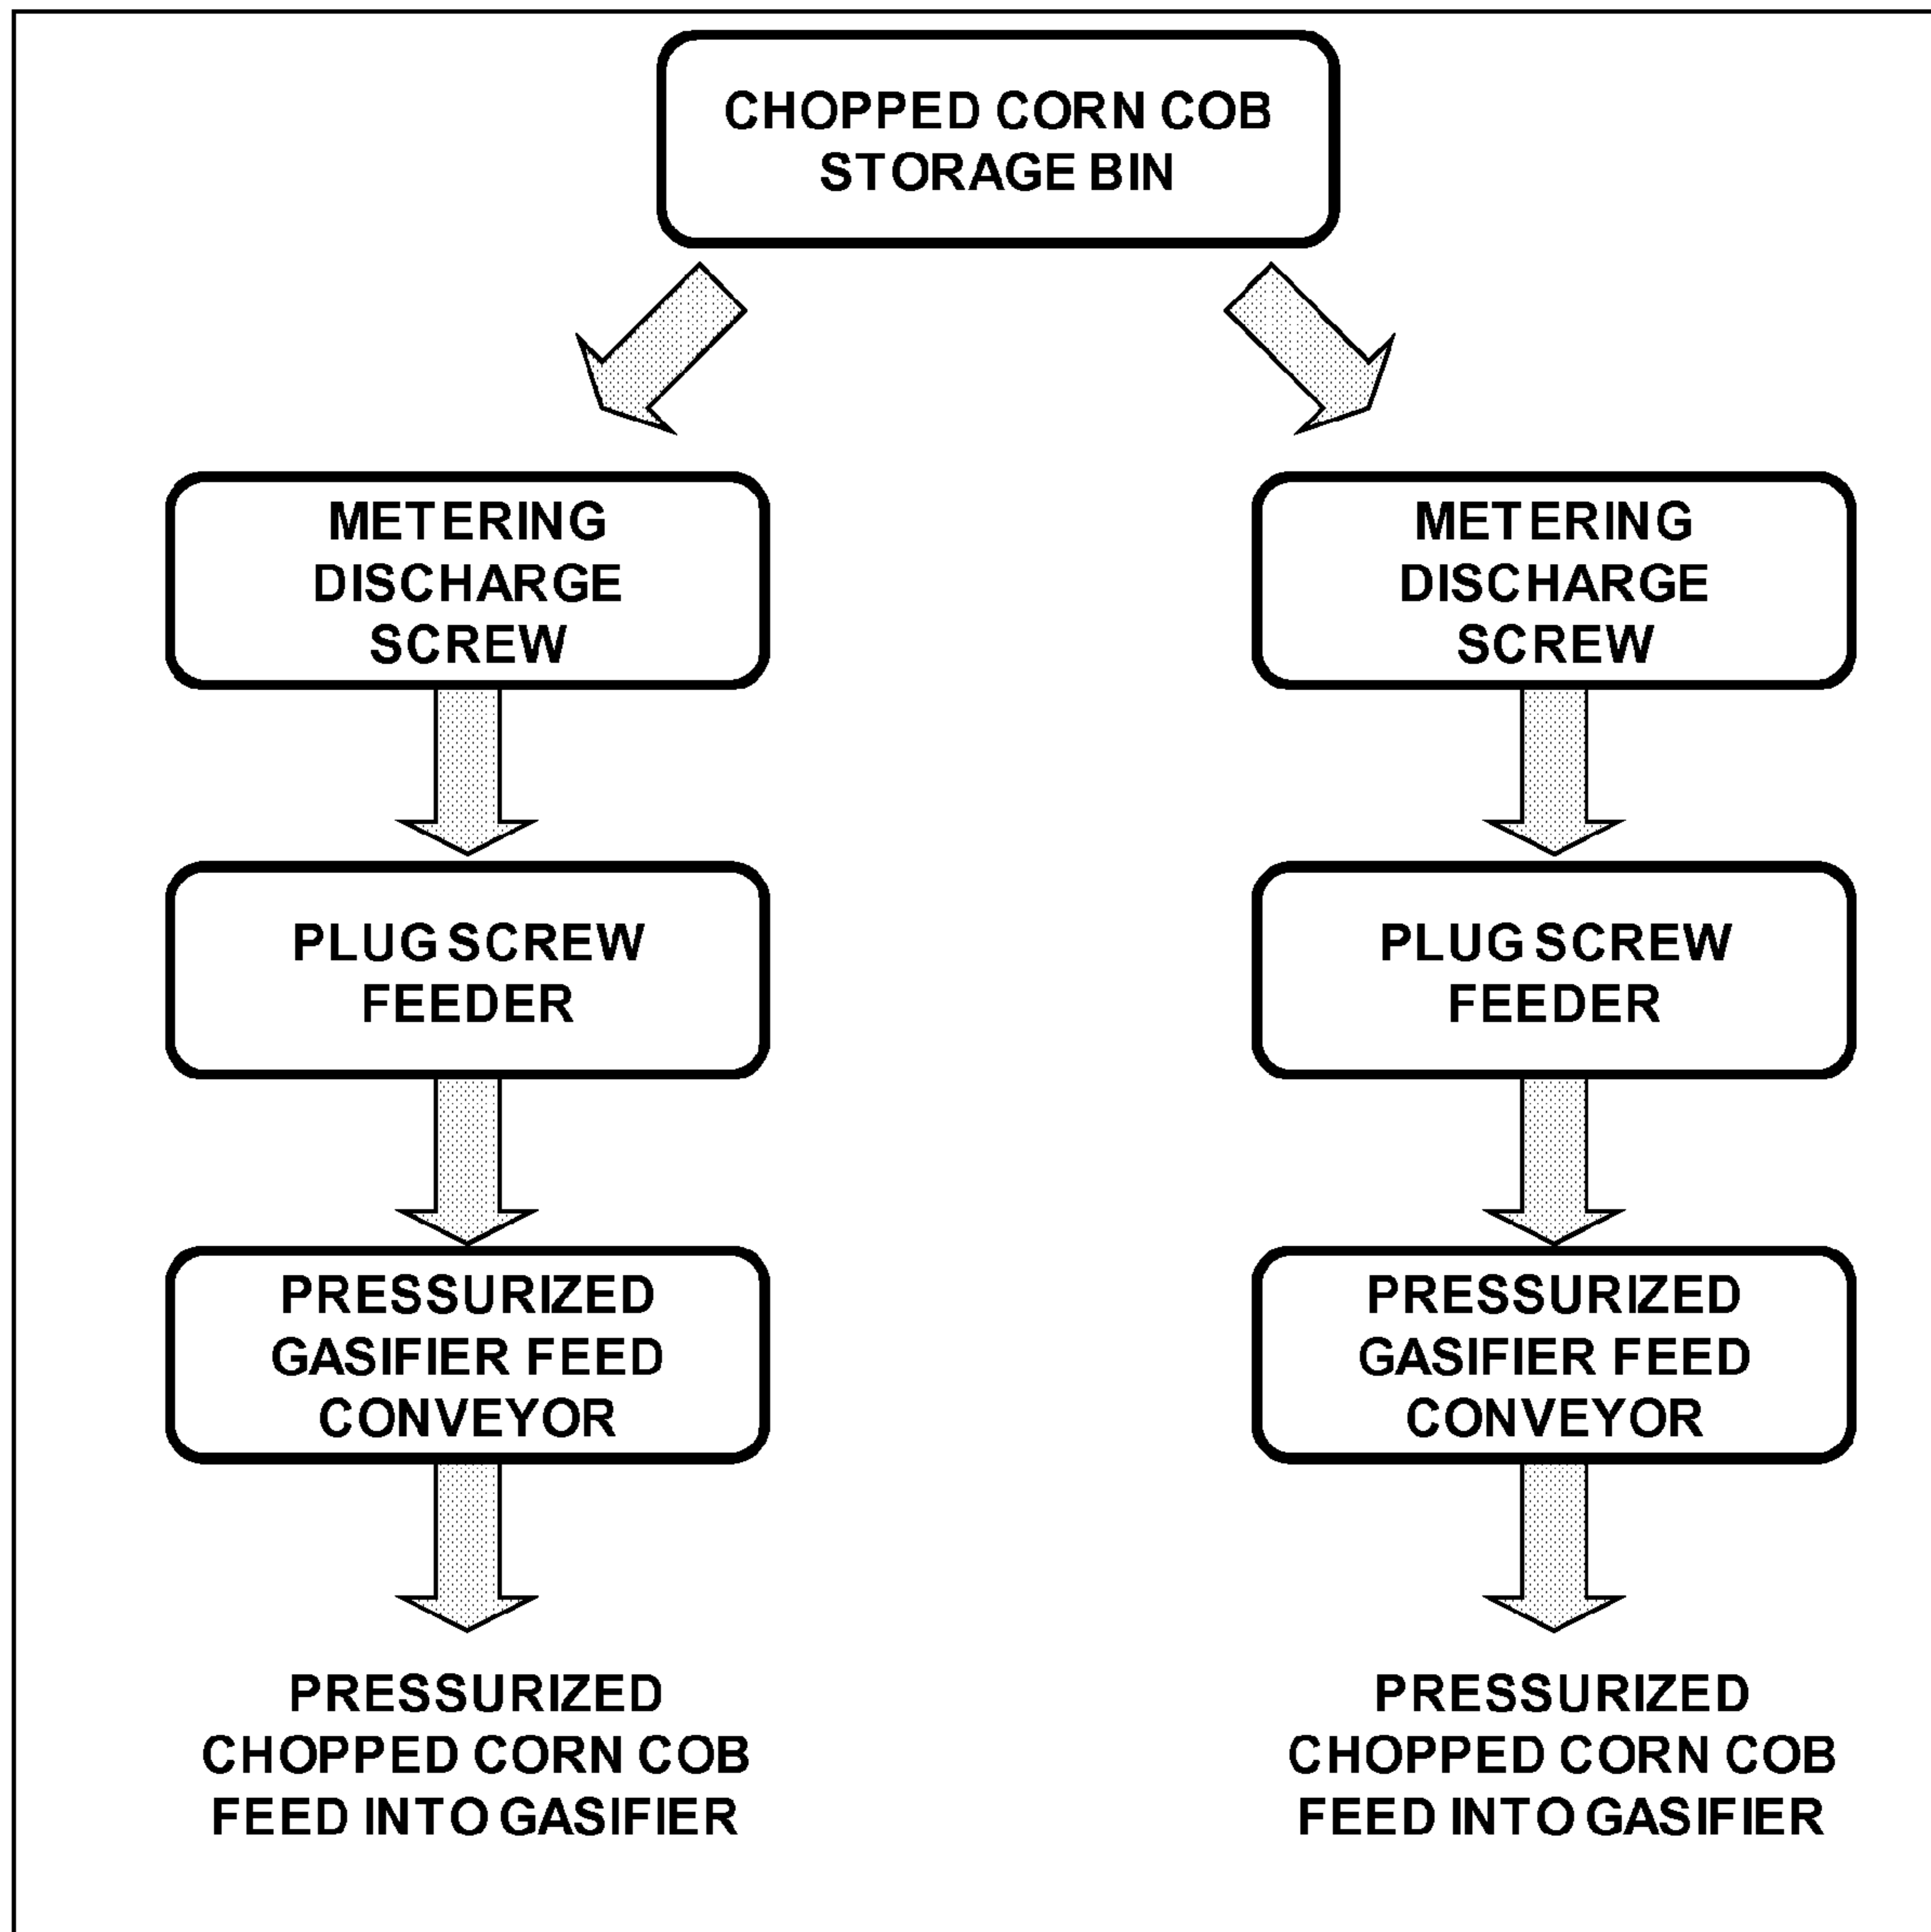 CHOPPED CORN COB
STORAGE BIN
METERING
DISCHARGE
SCREW
METERING
DISCHARGE
SCREW
PLUG SCREW
FEEDER
PLUG SCREW
FEEDER
PRESSURIZED
GASIFIER FEED
CONVEYOR
PRESSURIZED
GASIFIER FEED
CONVEYOR
PRESSURIZED
CHOPPED CORN COB
FEED INTO GASIFIER
PRESSURIZED
CHOPPED CORN COB
FEED INTO GASIFIER